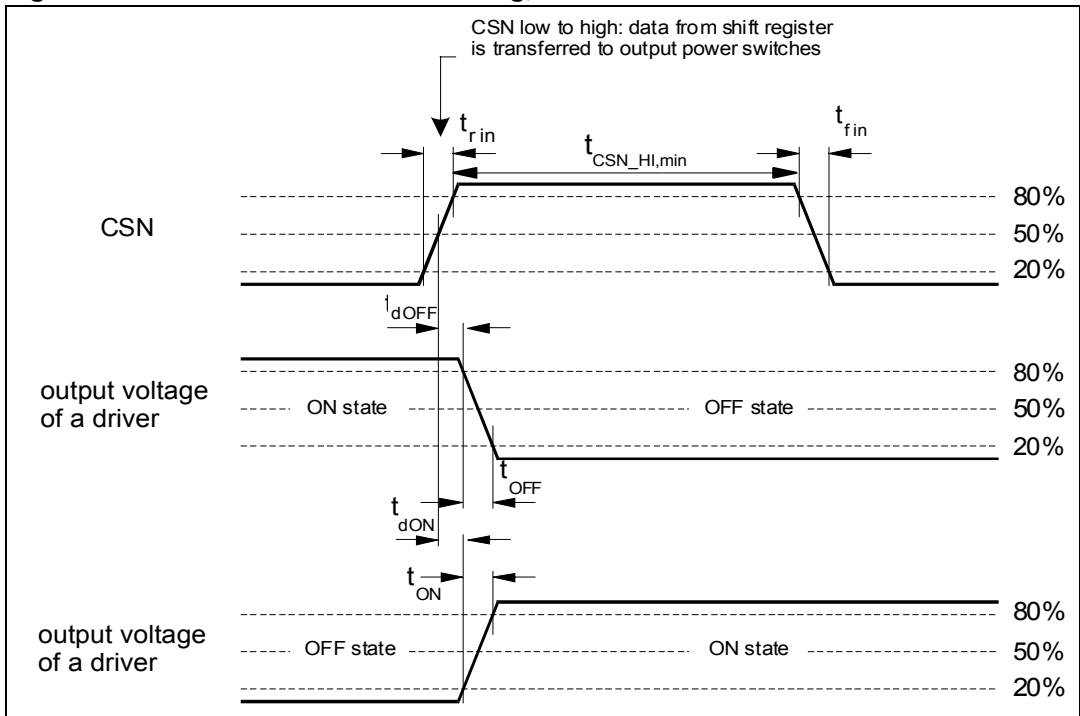 CSN low to high: data from shift register
is transferred to output power switches
t r in
t CSN_HI,min
t f in
CSN
80%
50%
20%
t dOFF
output voltage
of a driver
ON state
OFF state
80%
50%
20%
t OFF
t dON
t ON
output voltage
of a driver
OFF state
ON state
80%
50%
20%